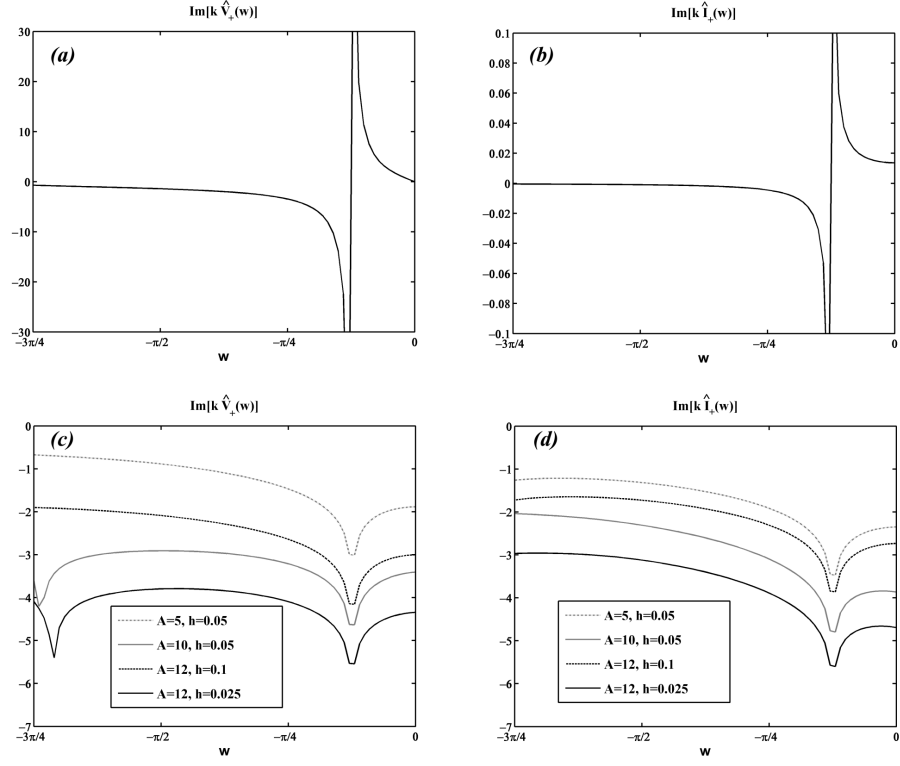 Im[k V̂₊(w)]
(a)
30
20
10
0
−10
−20
−30
−3π/4 −π/2 −π/4 0
w
Im[k Î₊(w)]
(b)
0.1
0.08
0.06
0.04
0.02
0
−0.02
−0.04
−0.06
−0.08
−0.1
−3π/4 −π/2 −π/4 0
w
Im[k V̂₊(w)]
(c)
0
−1
−2
−3
−4
−5
−6
−7
A=5, h=0.05
A=10, h=0.05
A=12, h=0.1
A=12, h=0.025
−3π/4 −π/2 −π/4 0
w
Im[k Î₊(w)]
(d)
0
−1
−2
−3
−4
−5
−6
−7
A=5, h=0.05
A=10, h=0.05
A=12, h=0.1
A=12, h=0.025
−3π/4 −π/2 −π/4 0
w